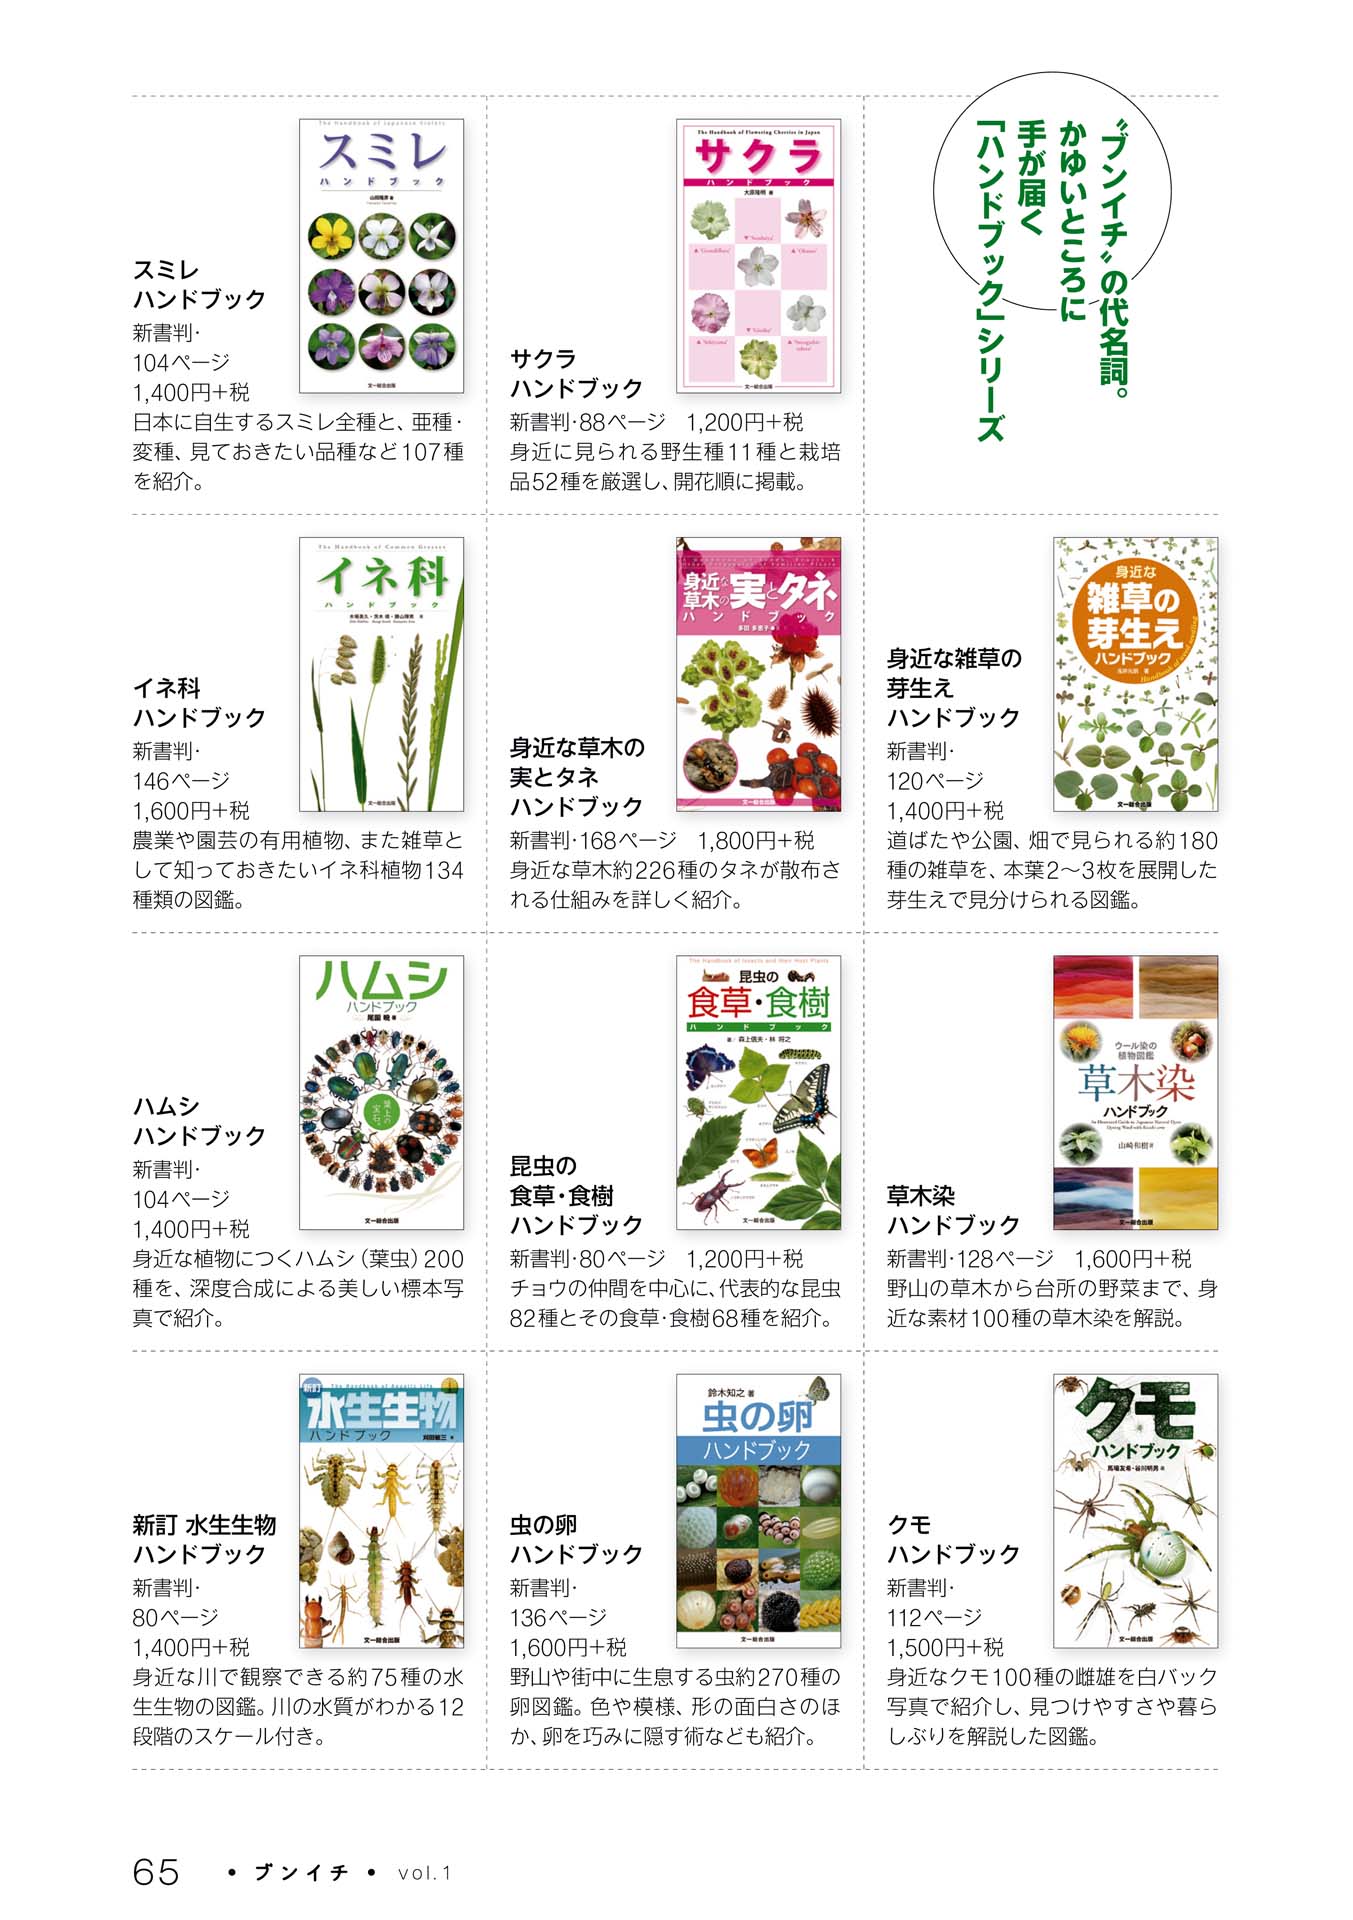 〝ブンイチ〟の代名詞。
かゆいところに
手が届く
「ハンドブック」シリーズ
The Handbook of Japanese Violets
スミレ
ハンドブック
山田隆彦 著
文一総合出版
スミレ
ハンドブック
新書判・
104ページ
1,400円+税
日本に自生するスミレ全種と、亜種・
変種、見ておきたい品種など107種
を紹介。
The Handbook of Flowering Cherries in Japan
サクラ
ハンドブック
大原隆明 著
文一総合出版
サクラ
ハンドブック
新書判・88ページ 1,200円+税
身近に見られる野生種11種と栽培
品52種を厳選し、開花順に掲載。
The Handbook of Common Grasses
イネ科
ハンドブック
文一総合出版
イネ科
ハンドブック
新書判・
146ページ
1,600円+税
農業や園芸の有用植物、また雑草と
して知っておきたいイネ科植物134
種類の図鑑。
身近な
草木の
実とタネ
ハンドブック
多田 多恵子 著
文一総合出版
身近な草木の
実とタネ
ハンドブック
新書判・168ページ 1,800円+税
身近な草木約226種のタネが散布さ
れる仕組みを詳しく紹介。
身近な
雑草の
芽生え
ハンドブック
文一総合出版
身近な雑草の
芽生え
ハンドブック
新書判・
120ページ
1,400円+税
道ばたや公園、畑で見られる約180
種の雑草を、本葉2〜3枚を展開した
芽生えで見分けられる図鑑。
ハムシ
ハンドブック
尾園 暁 著
葉上の
宝石。
文一総合出版
ハムシ
ハンドブック
新書判・
104ページ
1,400円+税
身近な植物につくハムシ（葉虫）200
種を、深度合成による美しい標本写
真で紹介。
The Handbook of Insects and their Host Plants
昆虫の
食草・食樹
ハンドブック
著/森上信夫・林 将之
文一総合出版
昆虫の
食草・食樹
ハンドブック
新書判・80ページ 1,200円+税
チョウの仲間を中心に、代表的な昆虫
82種とその食草・食樹68種を紹介。
ウール染の
植物図鑑
草木染
ハンドブック
山崎和樹 著
文一総合出版
草木染
ハンドブック
新書判・128ページ 1,600円+税
野山の草木から台所の野菜まで、身
近な素材100種の草木染を解説。
新訂
The Handbook of Aquatic Life
水生生物
ハンドブック
刈田敏三 著
文一総合出版
新訂 水生生物
ハンドブック
新書判・
80ページ
1,400円+税
身近な川で観察できる約75種の水
生生物の図鑑。川の水質がわかる12
段階のスケール付き。
鈴木知之 著
虫の卵
ハンドブック
文一総合出版
虫の卵
ハンドブック
新書判・
136ページ
1,600円+税
野山や街中に生息する虫約270種の
卵図鑑。色や模様、形の面白さのほ
か、卵を巧みに隠す術なども紹介。
クモ
ハンドブック
馬場友希・谷川明男 著
文一総合出版
クモ
ハンドブック
新書判・
112ページ
1,500円+税
身近なクモ100種の雌雄を白バック
写真で紹介し、見つけやすさや暮ら
しぶりを解説した図鑑。
65 • ブンイチ • vol.1